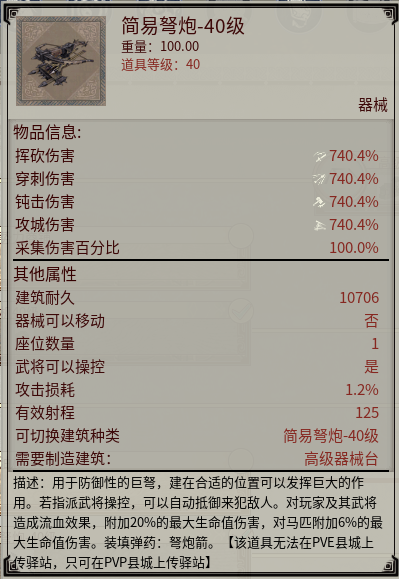 简易弩炮-40级
重量：100.00
道具等级：40
器械
物品信息:
挥砍伤害 740.4%
穿刺伤害 740.4%
钝击伤害 740.4%
攻城伤害 740.4%
采集伤害百分比 100.0%
其他属性
建筑耐久 10706
器械可以移动 否
座位数量 1
武将可以操控 是
攻击损耗 1.2%
有效射程 125
可切换建筑种类 简易弩炮-40级
需要制造建筑： 高级器械台
描述：用于防御性的巨弩，建在合适的位置可以发挥巨大的作
用。若指派武将操控，可以自动抵御来犯敌人。对玩家及其武将
造成流血效果，附加20%的最大生命值伤害，对马匹附加6%的最
大生命值伤害。装填弹药：弩炮箭。【该道具无法在PVE县城上
传驿站，只可在PVP县城上传驿站】